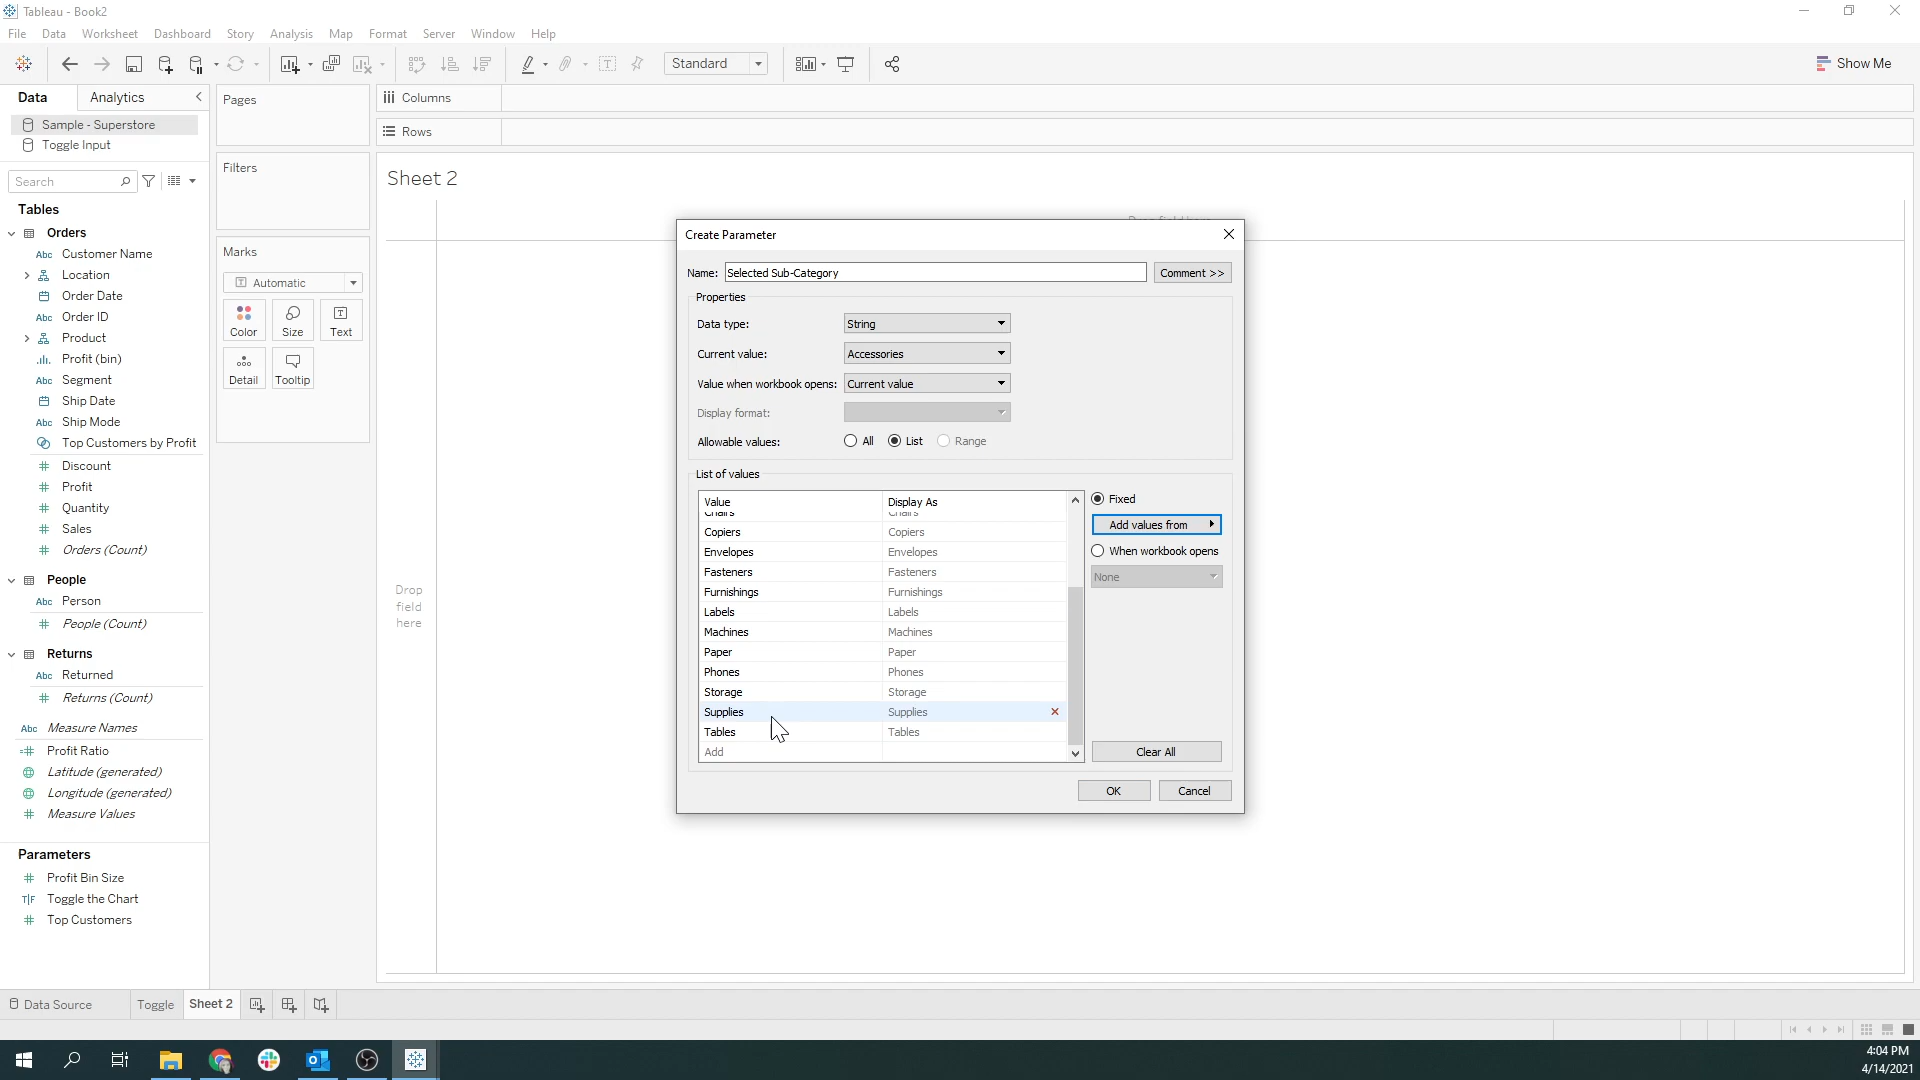 Tableau - Book2
File Data Worksheet Dashboard Story Analysis Map Format Server Window Help
Standard
Show Me
Data Analytics
Sample - Superstore
Toggle Input
Search
Tables
Orders
Abc Customer Name
Location
Order Date
Abc Order ID
Product
Profit (bin)
Abc Segment
Ship Date
Abc Ship Mode
Top Customers by Profit
# Discount
# Profit
# Quantity
# Sales
# Orders (Count)
People
Abc Person
# People (Count)
Returns
Abc Returned
# Returns (Count)
Abc Measure Names
=# Profit Ratio
Latitude (generated)
Longitude (generated)
# Measure Values
Parameters
# Profit Bin Size
T|F Toggle the Chart
# Top Customers
Pages
Filters
Marks
Automatic
Color Size Text
Detail Tooltip
Columns
Rows
Sheet 2
Drop
field
here
Create Parameter
Name: Selected Sub-Category Comment >>
Properties
Data type: String
Current value: Accessories
Value when workbook opens: Current value
Display format:
Allowable values: All List Range
List of values
Value Display As
Chairs Chairs
Copiers Copiers
Envelopes Envelopes
Fasteners Fasteners
Furnishings Furnishings
Labels Labels
Machines Machines
Paper Paper
Phones Phones
Storage Storage
Supplies Supplies
Tables Tables
Add
Fixed
Add values from
When workbook opens
None
Clear All
OK Cancel
Data Source Toggle Sheet 2
4:04 PM
4/14/2021